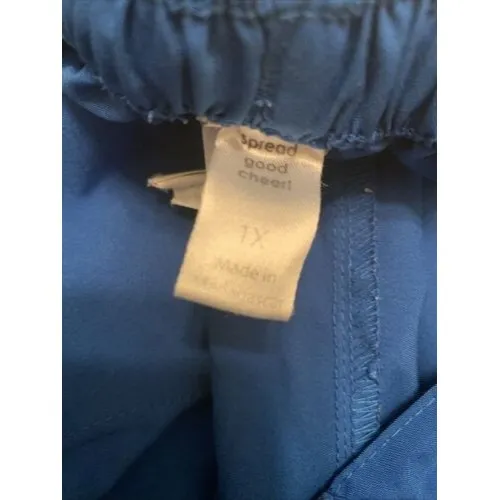 Spread
good
cheer!
1X
Made in